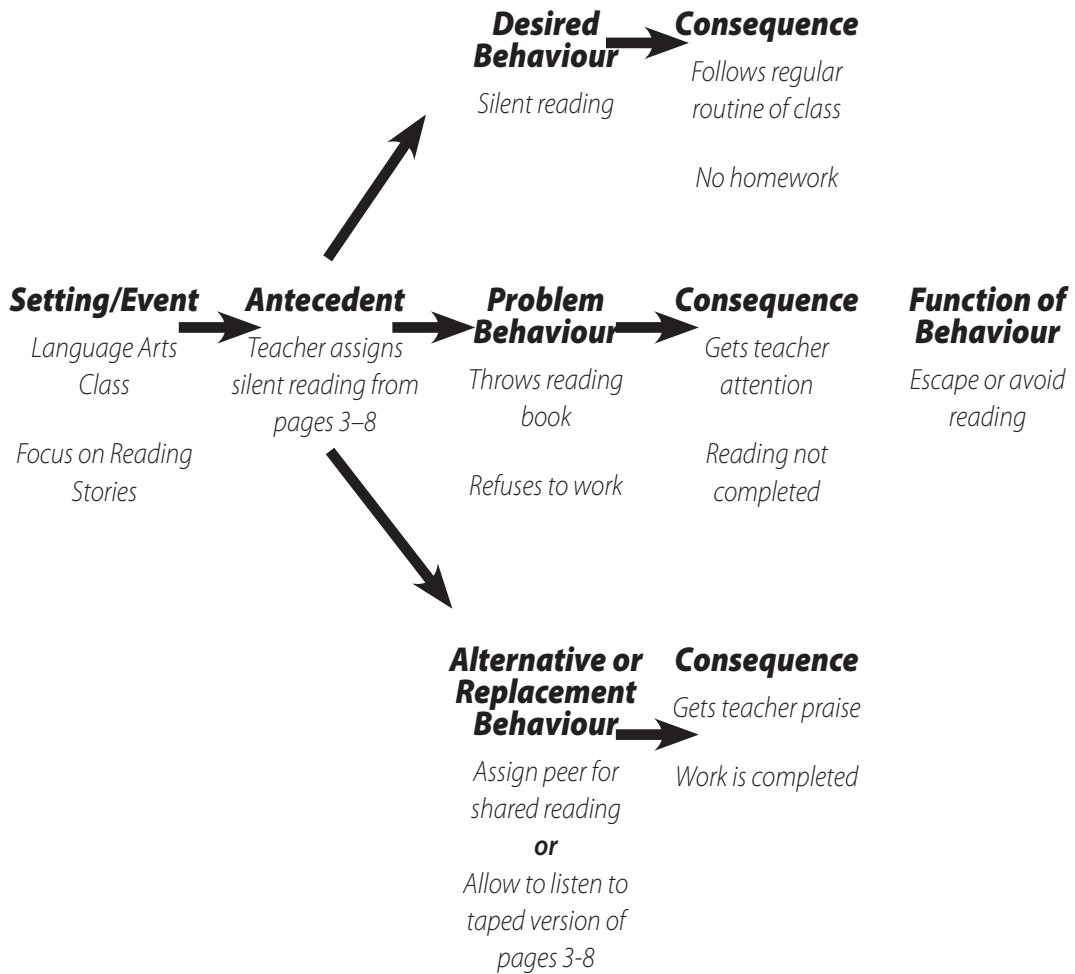 Desired
Behaviour
Silent reading
Consequence
Follows regular
routine of class
No homework
Setting/Event
Language Arts
Class
Focus on Reading
Stories
Antecedent
Teacher assigns
silent reading from
pages 3–8
Problem
Behaviour
Throws reading
book
Refuses to work
Consequence
Gets teacher
attention
Reading not
completed
Function of
Behaviour
Escape or avoid
reading
Alternative or
Replacement
Behaviour
Assign peer for
shared reading
or
Allow to listen to
taped version of
pages 3-8
Consequence
Gets teacher praise
Work is completed